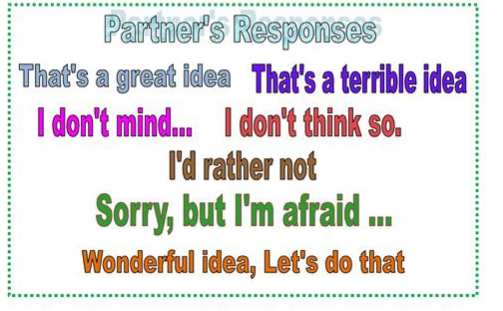 Partner's Responses
That's a great idea That's a terrible idea
I don't mind... I don't think so.
I'd rather not
Sorry, but I'm afraid ...
Wonderful idea, Let's do that